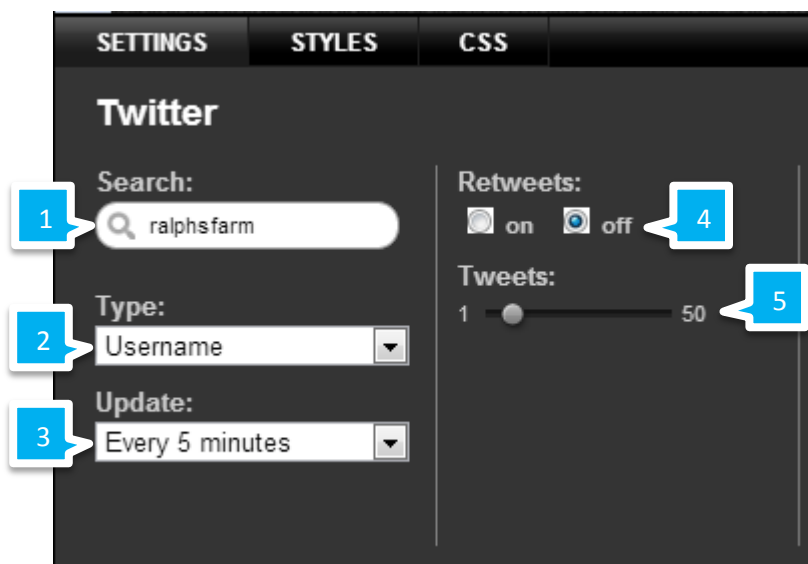 SETTINGS STYLES CSS
Twitter
Search:
1 ralphsfarm
Type:
2 Username
Update:
3 Every 5 minutes
Retweets:
on off 4
Tweets:
1 50 5